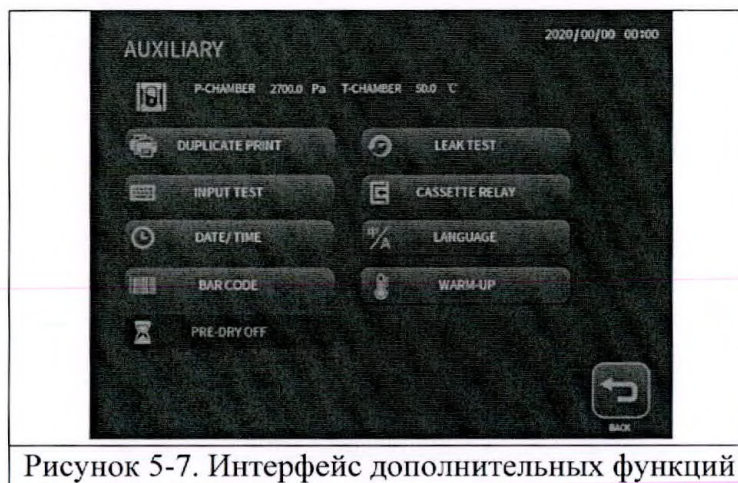 2020/00/00 00:00
AUXILIARY
P-CHAMBER 2700.0 Pa T-CHAMBER 50.0 °C
DUPLICATE PRINT LEAK TEST
INPUT TEST CASSETTE RELAY
DATE/TIME LANGUAGE
BAR CODE WARM-UP
PRE-DRY OFF
BACK
Рисунок 5-7. Интерфейс дополнительных функций